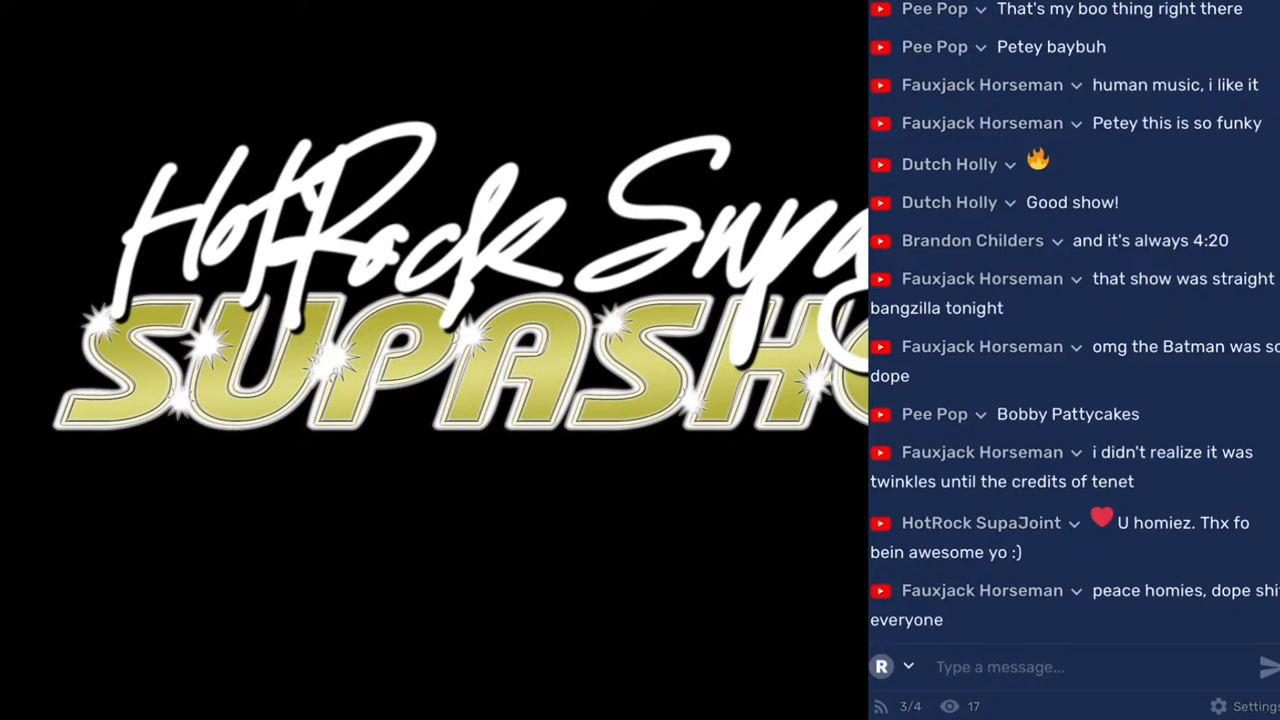 HotRock Supa
SUPASH
Pee Pop That's my boo thing right there
Pee Pop Petey baybuh
Fauxjack Horseman human music, i like it
Fauxjack Horseman Petey this is so funky
Dutch Holly 🔥
Dutch Holly Good show!
Brandon Childers and it's always 4:20
Fauxjack Horseman that show was straight
bangzilla tonight
Fauxjack Horseman omg the Batman was so
dope
Pee Pop Bobby Pattycakes
Fauxjack Horseman i didn't realize it was
twinkles until the credits of tenet
HotRock SupaJoint ❤️ U homiez. Thx fo
bein awesome yo :)
Fauxjack Horseman peace homies, dope shi
everyone
R Type a message...
3/4 17 Settings